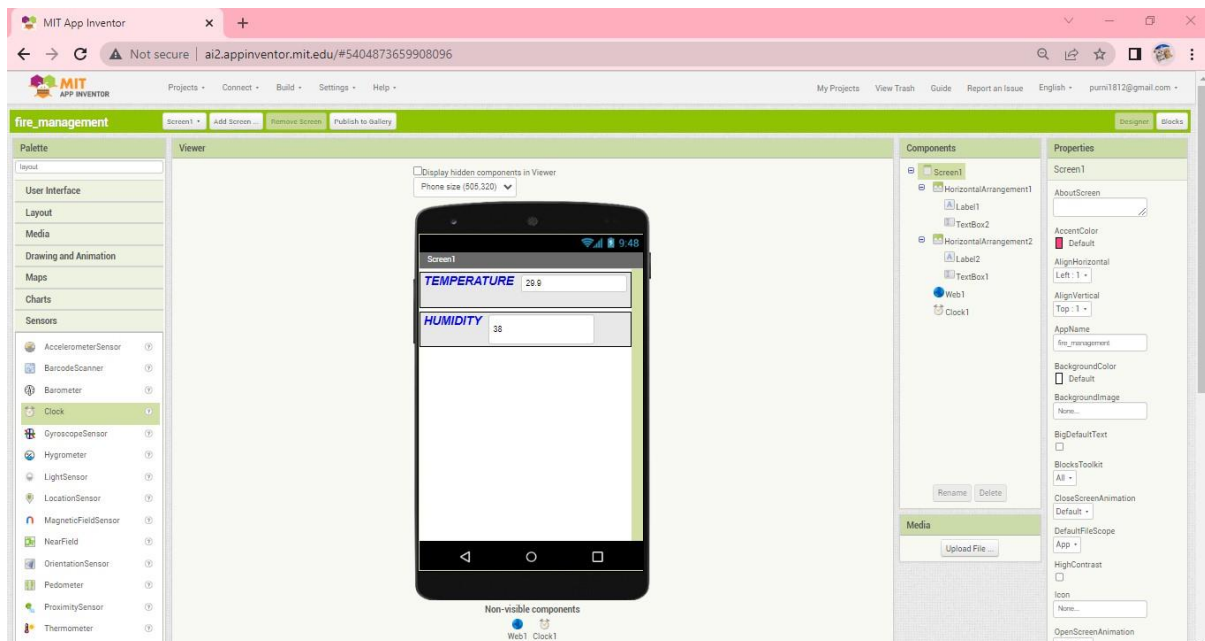 MIT App Inventor
Not secure | ai2.appinventor.mit.edu/#5404873659908096
MIT
APP INVENTOR
Projects Connect Build Settings Help
My Projects View Trash Guide Report an Issue English purni1812@gmail.com
fire_management
Screen1 Add Screen ... Remove Screen Publish to Gallery
Designer Blocks
Palette
layout
User Interface
Layout
Media
Drawing and Animation
Maps
Charts
Sensors
AccelerometerSensor
BarcodeScanner
Barometer
Clock
GyroscopeSensor
Hygrometer
LightSensor
LocationSensor
MagneticFieldSensor
NearField
OrientationSensor
Pedometer
ProximitySensor
Thermometer
Viewer
Display hidden components in Viewer
Phone size (505,320)
9:48
Screen1
TEMPERATURE 29.9
HUMIDITY 38
Non-visible components
Web1 Clock1
Components
Screen1
HorizontalArrangement1
Label1
TextBox2
HorizontalArrangement2
Label2
TextBox1
Web1
Clock1
Rename Delete
Media
Upload File ...
Properties
Screen1
AboutScreen
AccentColor
Default
AlignHorizontal
Left : 1
AlignVertical
Top : 1
AppName
fire_management
BackgroundColor
Default
BackgroundImage
None...
BigDefaultText
BlocksToolkit
All
CloseScreenAnimation
Default
DefaultFileScope
App
HighContrast
Icon
None...
OpenScreenAnimation